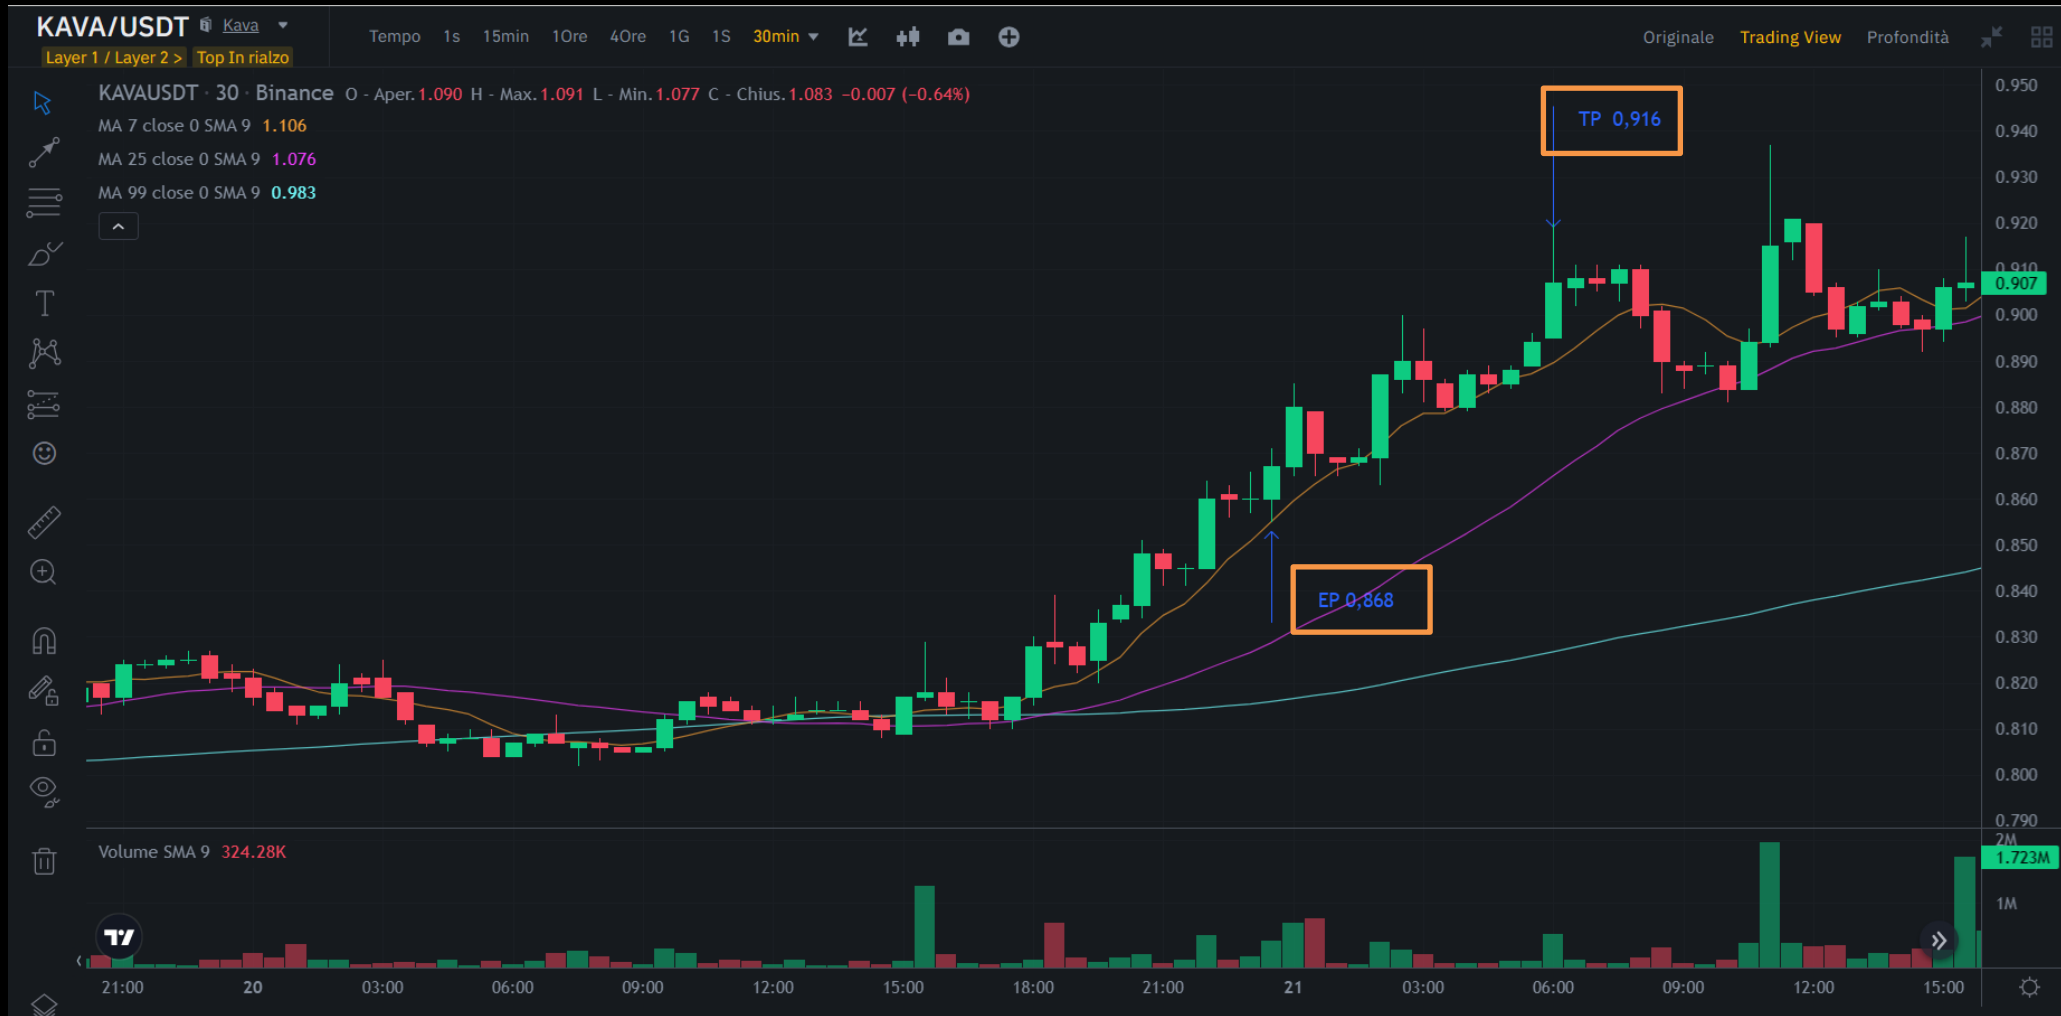 KAVA/USDT Kava
Layer 1 / Layer 2 > Top In rialzo
Tempo 1s 15min 1Ore 4Ore 1G 1S 30min
Originale Trading View Profondità
KAVAUSDT · 30 · Binance O - Aper.1.090 H - Max.1.091 L - Min.1.077 C - Chius.1.083 −0.007 (−0.64%)
MA 7 close 0 SMA 9 1.106
MA 25 close 0 SMA 9 1.076
MA 99 close 0 SMA 9 0.983
TP 0,916
EP 0,868
0.950
0.940
0.930
0.920
0.910
0.907
0.900
0.890
0.880
0.870
0.860
0.850
0.840
0.830
0.820
0.810
0.800
0.790
Volume SMA 9 324.28K
2M
1.723M
1M
21:00 20 03:00 06:00 09:00 12:00 15:00 18:00 21:00 21 03:00 06:00 09:00 12:00 15:00